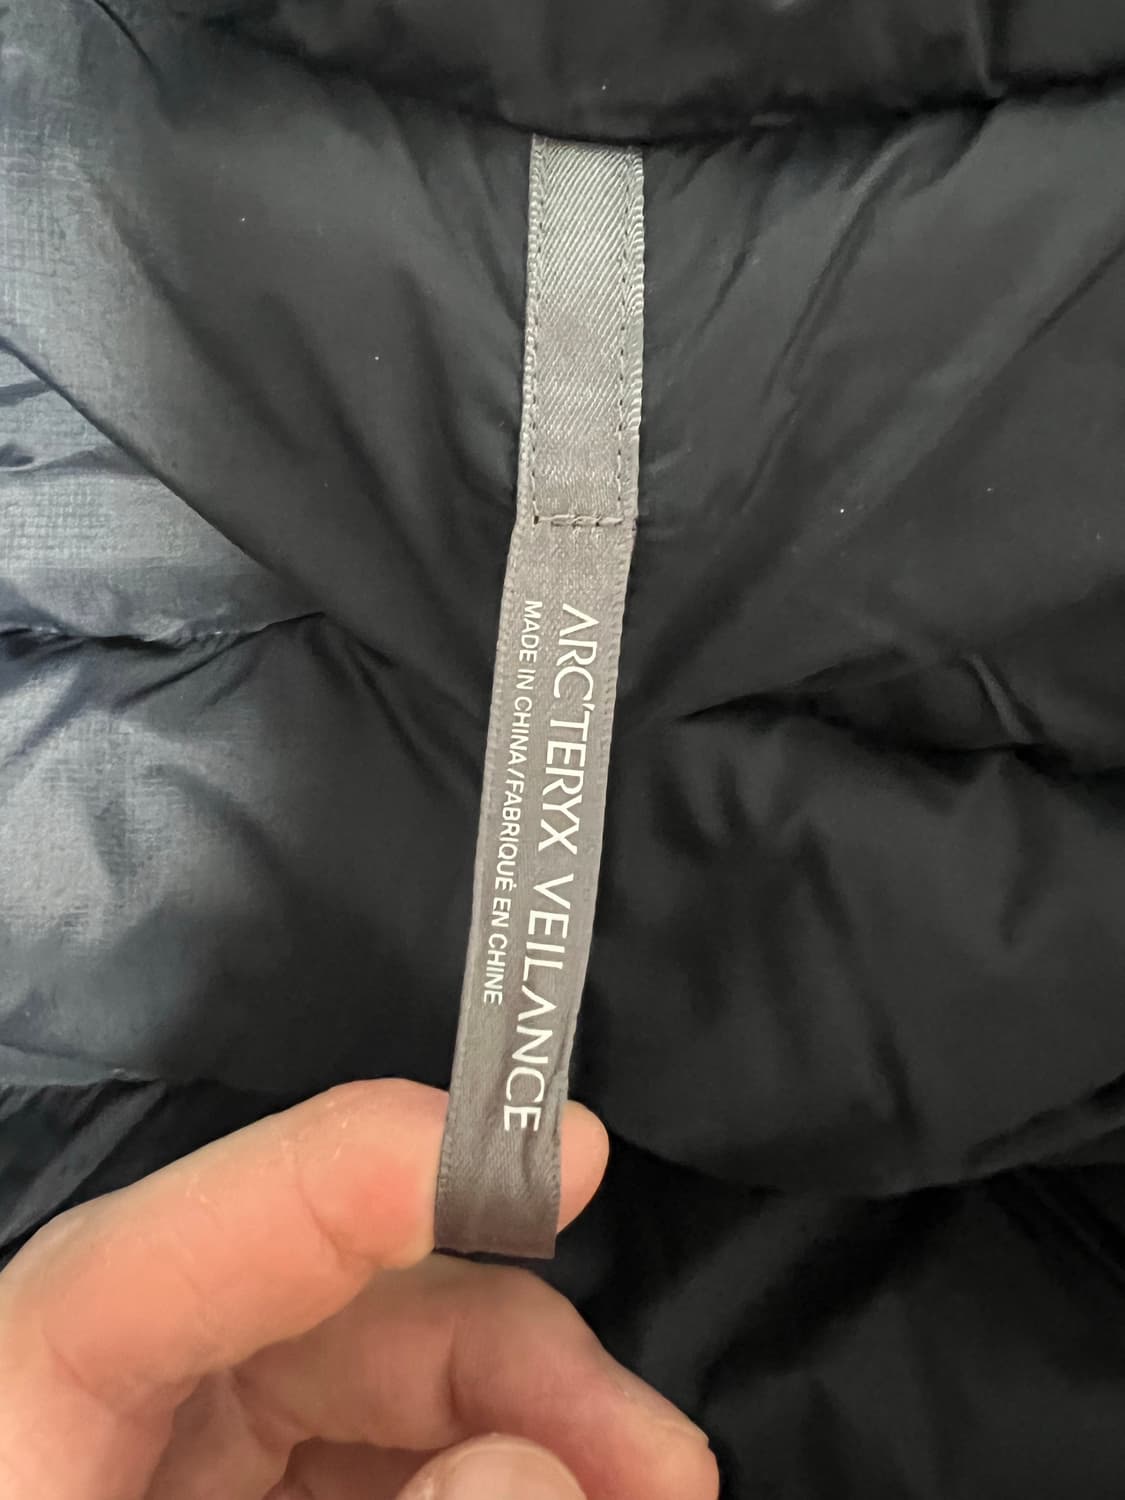 ARC'TERYX VEILANCE
MADE IN CHINA/FABRIQUÉ EN CHINE